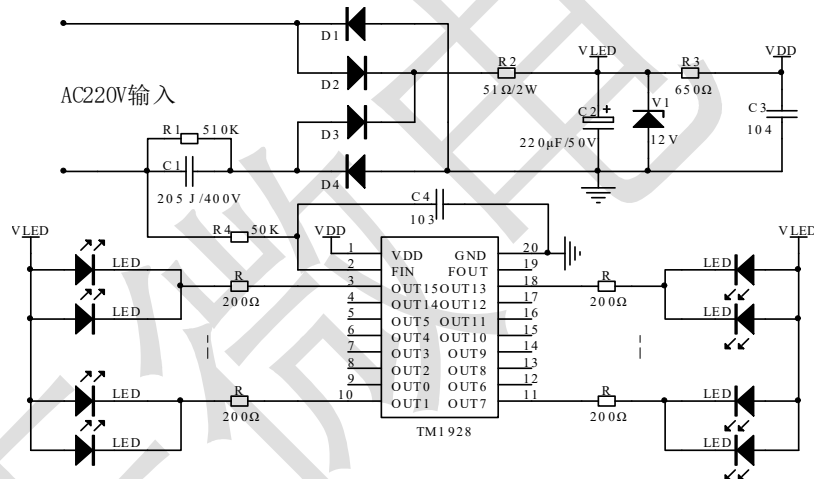 D1
D2
R2
VLED
R3
VDD
AC220V输入
51Ω/2W
C2
+
V1
650Ω
C3
R1
510K
D3
220μF/50V
12V
104
C1
D4
205J/400V
C4
103
R4
50K
VDD
VLED
VLED
1
VDD
GND
20
2
FIN
FOUT
19
3
OUT15
OUT13
18
4
OUT14
OUT12
17
5
OUT5
OUT11
16
6
OUT4
OUT10
15
7
OUT3
OUT9
14
8
OUT2
OUT8
13
9
OUT0
OUT6
12
10
OUT1
OUT7
11
TM1928
LED
R
200Ω
LED
LED
R
200Ω
LED
R
200Ω
LED
LED
R
200Ω
LED
LED